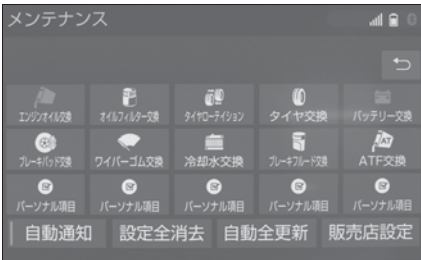 メンテナンス
エンジンオイル交換 オイルフィルター交換 タイヤローテイション タイヤ交換 バッテリー交換
ブレーキパッド交換 ワイパーゴム交換 冷却水交換 ブレーキフルード交換 ATF交換
パーソナル項目 パーソナル項目 パーソナル項目 パーソナル項目 パーソナル項目
自動通知 設定全消去 自動全更新 販売店設定